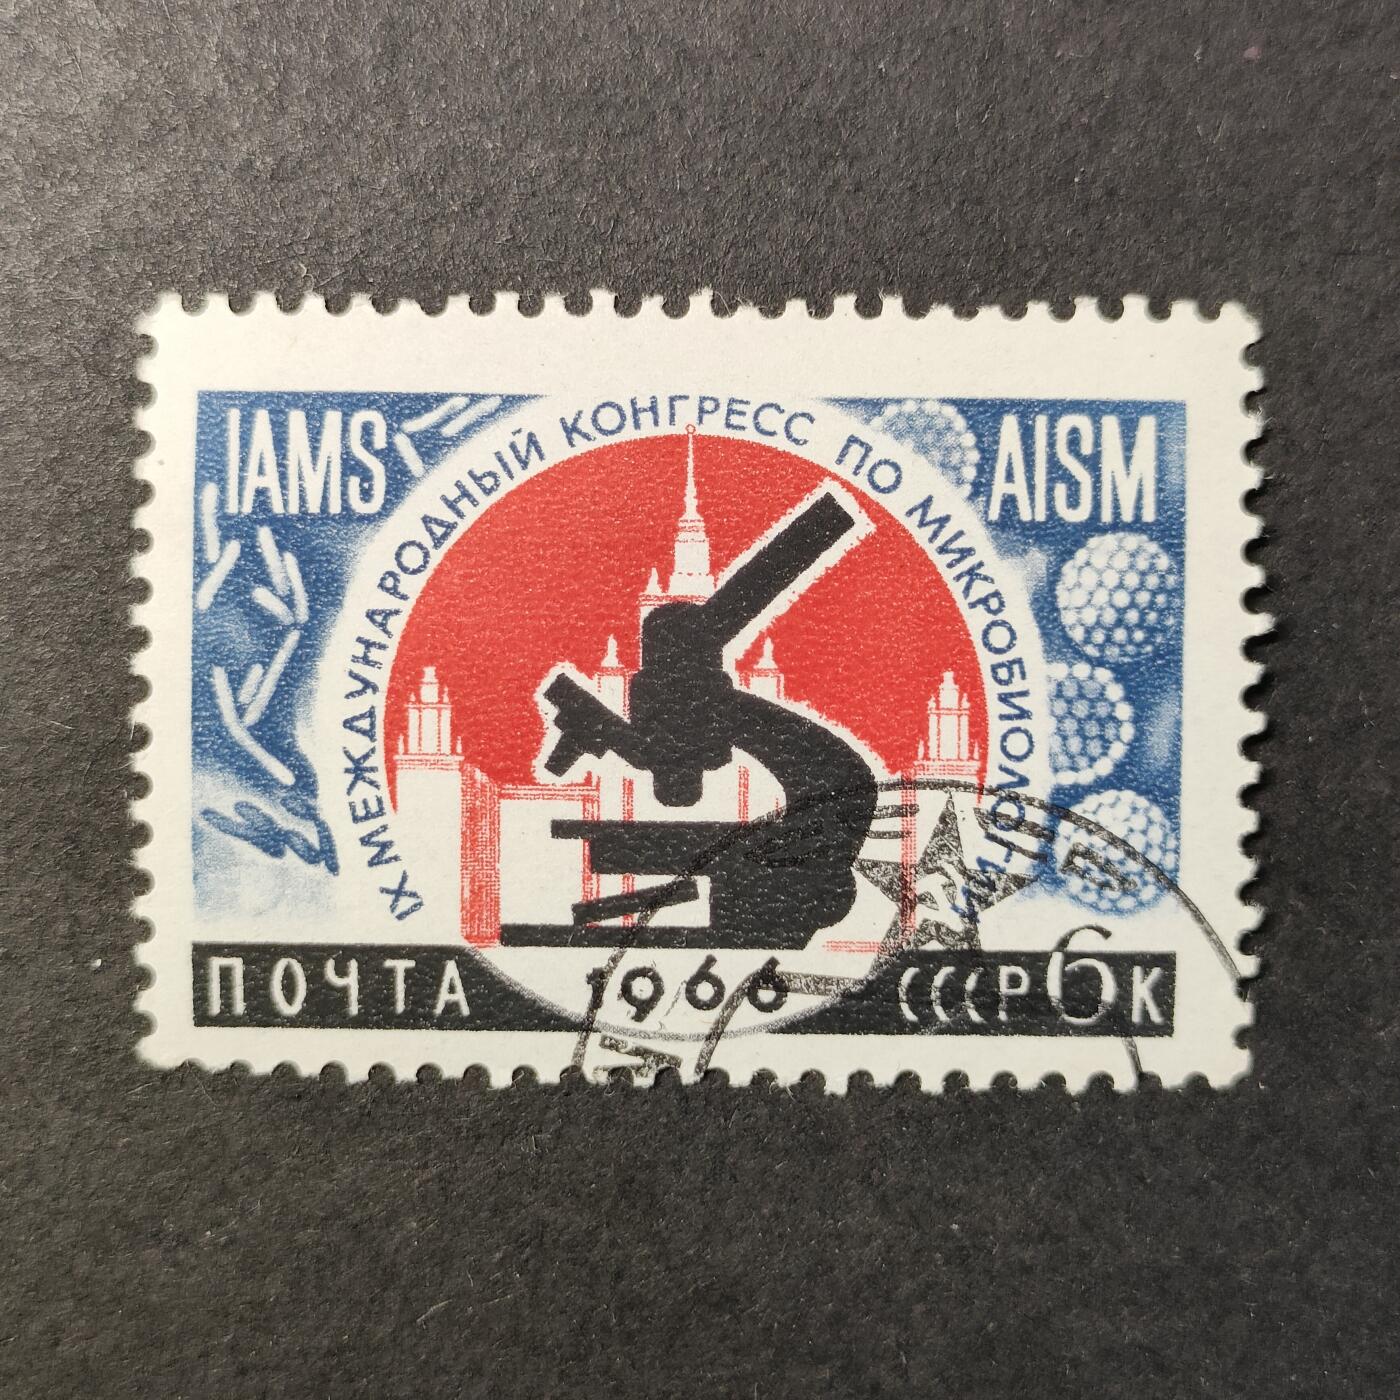 IAMS
AISM
IX МЕЖДУНАРОДНЫЙ КОНГРЕСС ПО МИКРОБИОЛОГИИ
1966
ПОЧТА
СССР 6 К